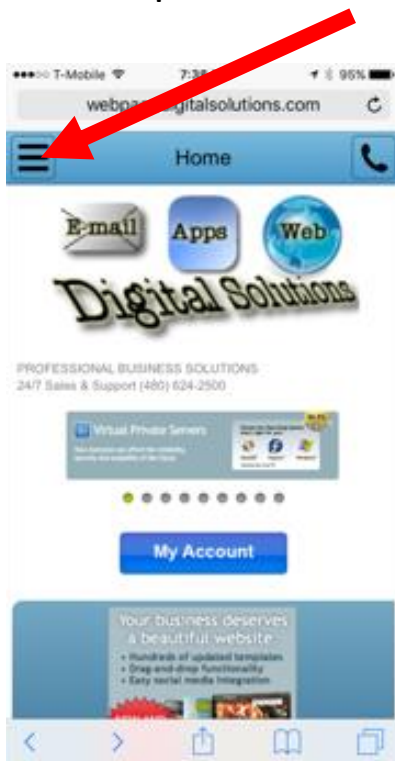 T-Mobile 95%
digitalsolutions.com
Home
E-mail Apps Web
Digital Solutions
PROFESSIONAL BUSINESS SOLUTIONS
24/7 Sales & Support (480) 624-2500
Virtual Private Servers
My Account
Your business deserves
a beautiful website
• Hundreds of updated templates
• Drag-and-drop functionality
• Easy social media integration